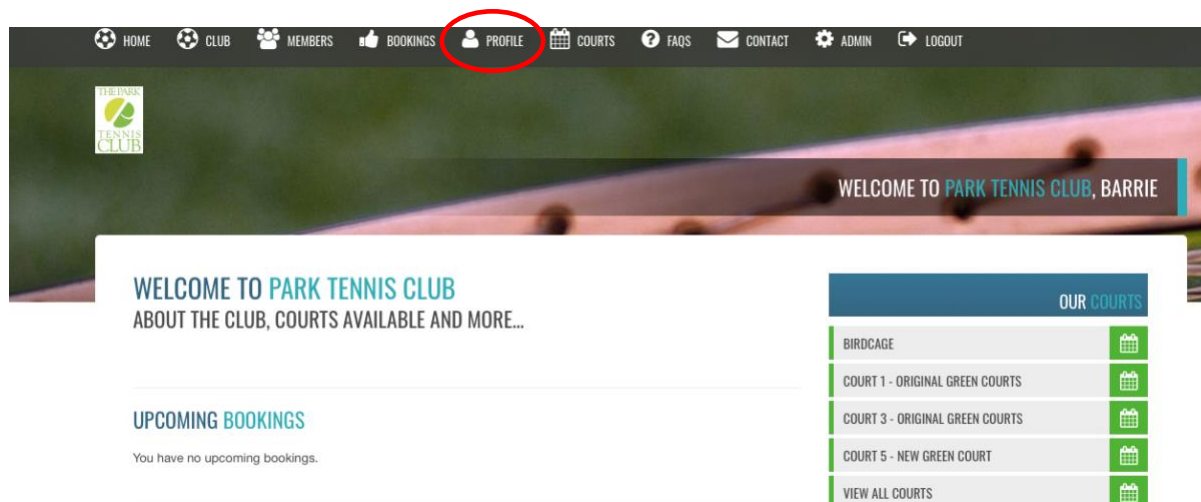 HOME CLUB MEMBERS BOOKINGS PROFILE COURTS FAQS CONTACT ADMIN LOGOUT
THE PARK
TENNIS
CLUB
WELCOME TO PARK TENNIS CLUB, BARRIE
WELCOME TO PARK TENNIS CLUB
ABOUT THE CLUB, COURTS AVAILABLE AND MORE...
UPCOMING BOOKINGS
You have no upcoming bookings.
OUR COURTS
BIRDCAGE
COURT 1 - ORIGINAL GREEN COURTS
COURT 3 - ORIGINAL GREEN COURTS
COURT 5 - NEW GREEN COURT
VIEW ALL COURTS